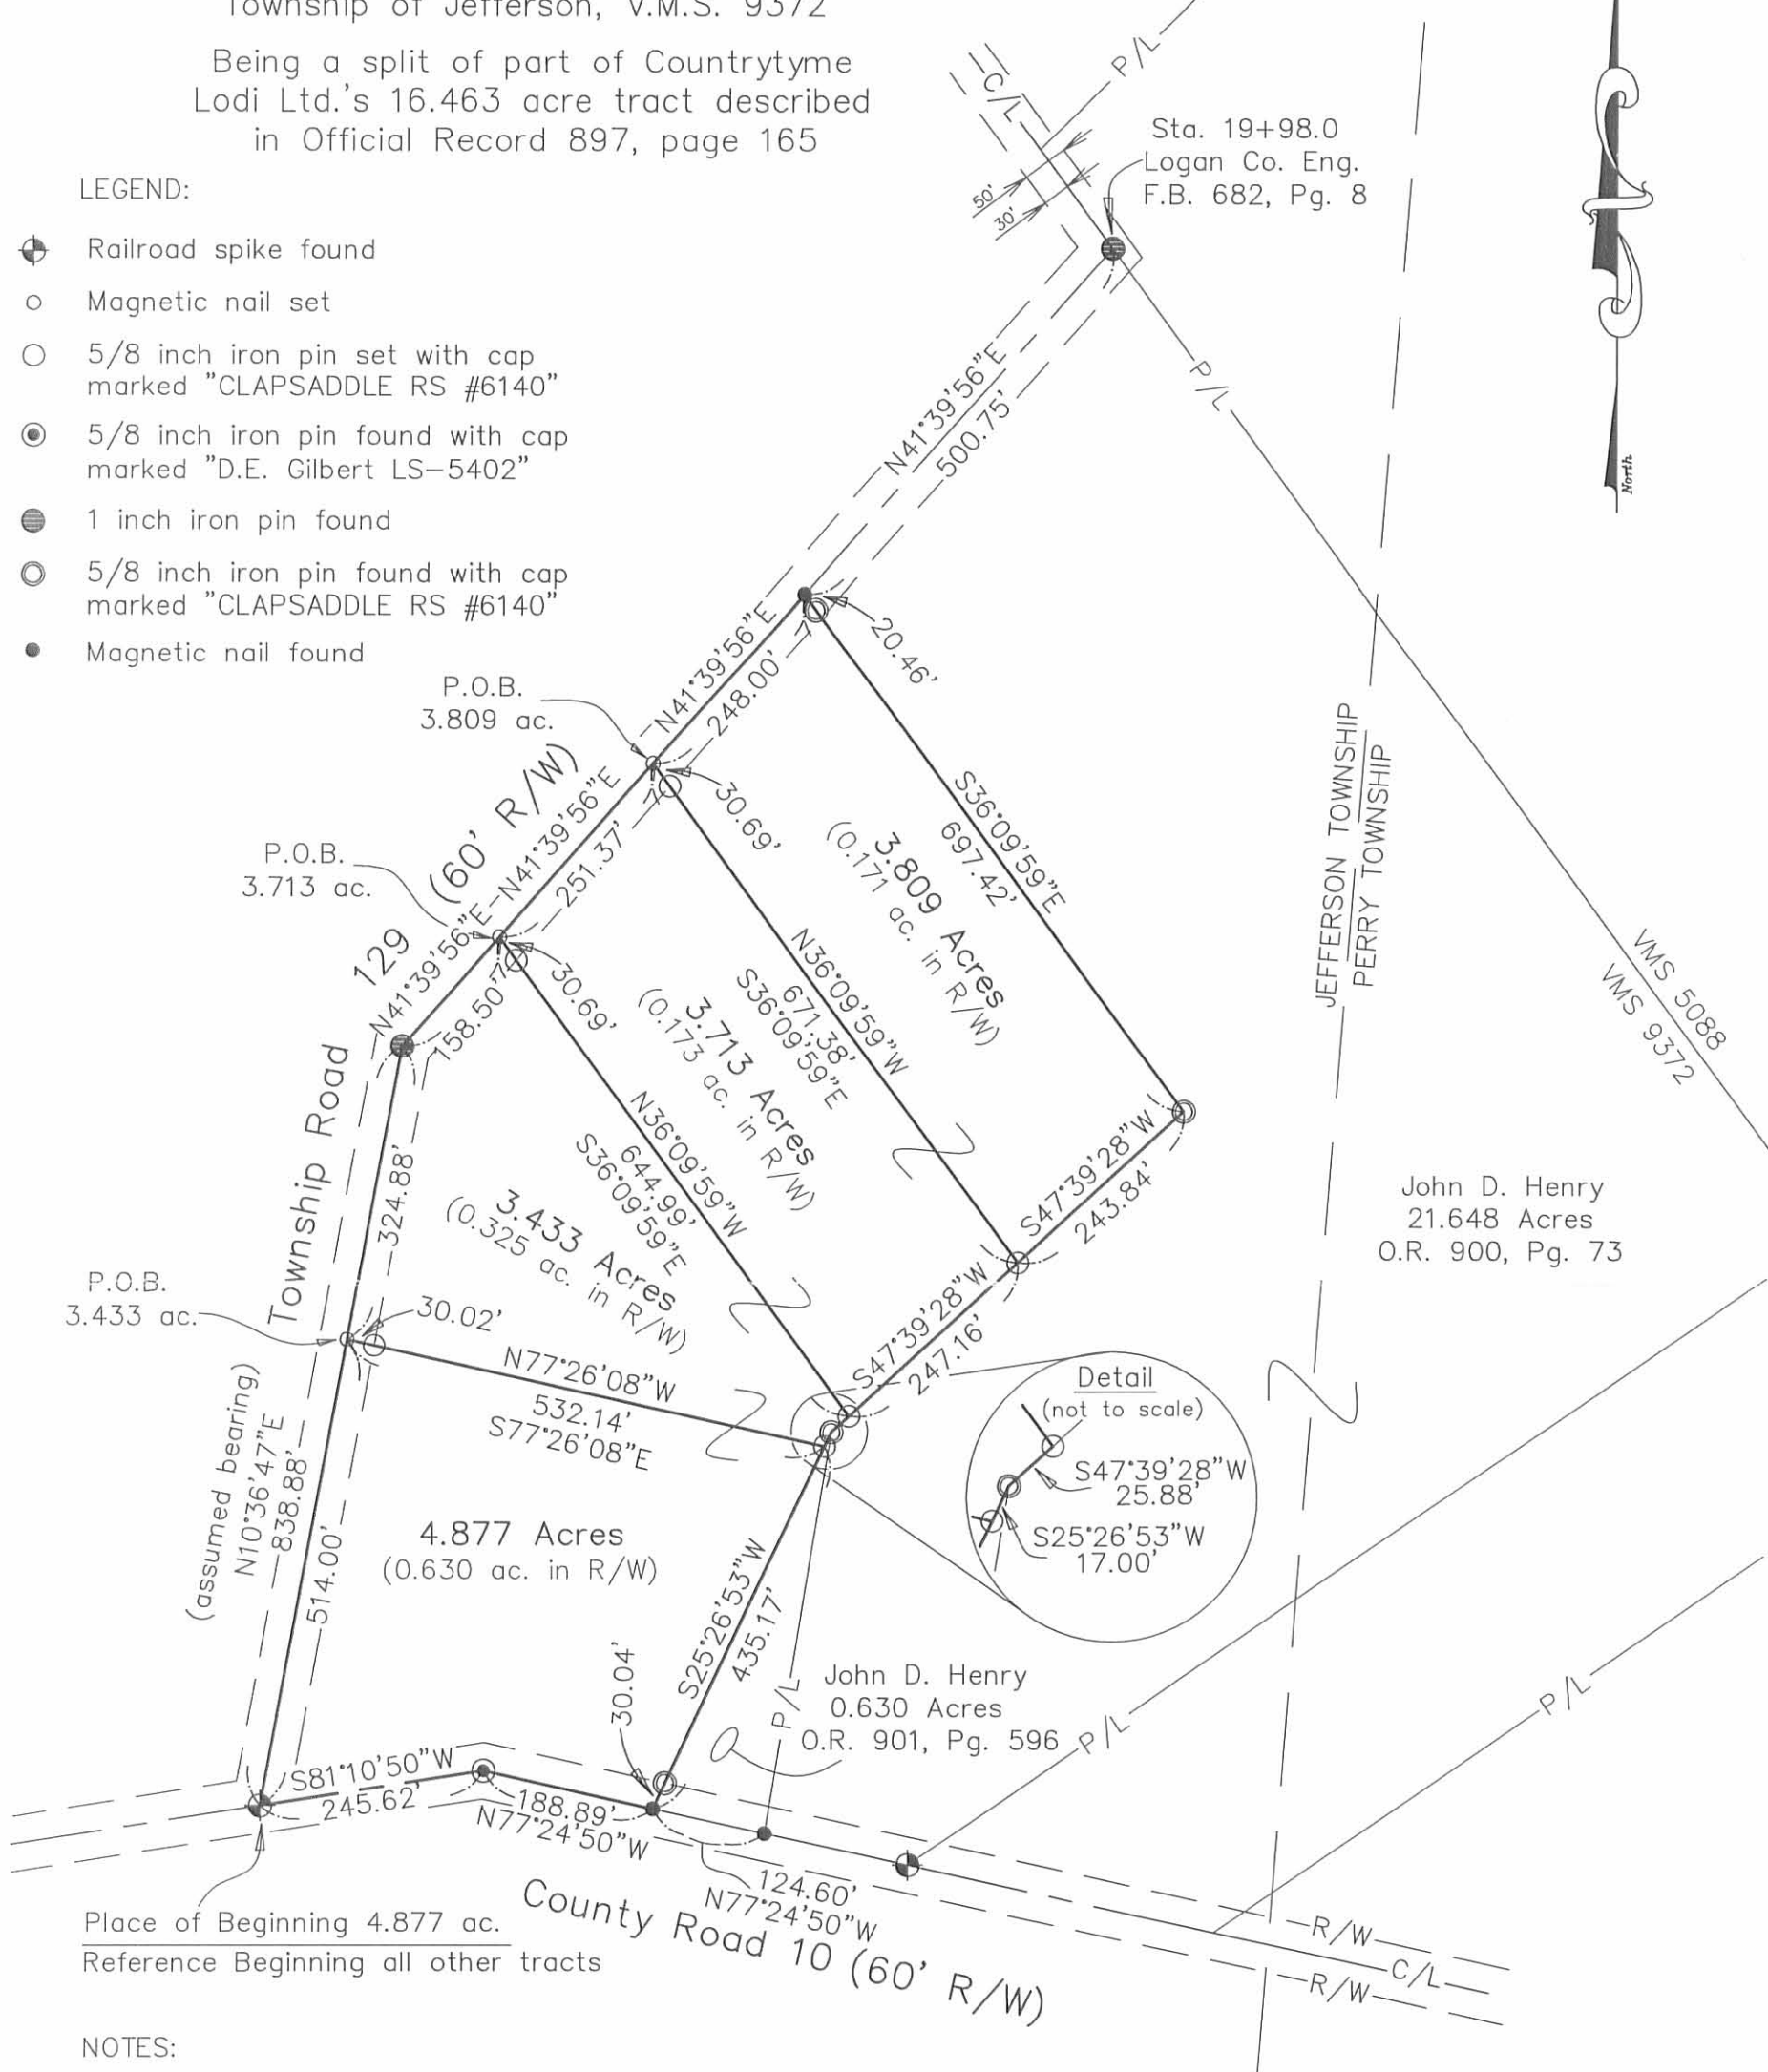 Township of Jefferson, V.M.S. 9372
Being a split of part of Countrytyme
Lodi Ltd.'s 16.463 acre tract described
in Official Record 897, page 165
LEGEND:
Railroad spike found
Magnetic nail set
5/8 inch iron pin set with cap
marked "CLAPSADDLE RS #6140"
5/8 inch iron pin found with cap
marked "D.E. Gilbert LS-5402"
1 inch iron pin found
5/8 inch iron pin found with cap
marked "CLAPSADDLE RS #6140"
Magnetic nail found
P/L
C/L
50'
30'
Sta. 19+98.0
Logan Co. Eng.
F.B. 682, Pg. 8
North
P/L
N41°39'56"E
500.75'
20.46'
N41°39'56"E
248.00'
P.O.B.
3.809 ac.
30.69'
S36°09'59"E
697.42'
3.809 Acres
(0.171 ac. in R/W)
N41°39'56"E
251.37'
P.O.B.
3.713 ac.
30.69'
N36°09'59"W
671.38'
S36°09'59"E
3.713 Acres
(0.173 ac. in R/W)
Township Road 129 (60' R/W)
N41°39'56"E
158.50'
324.88'
N36°09'59"W
644.99'
S36°09'59"E
3.433 Acres
(0.325 ac. in R/W)
P.O.B.
3.433 ac.
30.02'
N77°26'08"W
532.14'
S77°26'08"E
S47°39'28"W
243.84'
S47°39'28"W
247.16'
JEFFERSON TOWNSHIP
PERRY TOWNSHIP
VMS 5088
VMS 9372
John D. Henry
21.648 Acres
O.R. 900, Pg. 73
Detail
(not to scale)
S47°39'28"W
25.88'
S25°26'53"W
17.00'
(assumed bearing)
N10°36'47"E
838.88'
514.00'
4.877 Acres
(0.630 ac. in R/W)
S25°26'53"W
435.17'
30.04'
P/L
John D. Henry
0.630 Acres
O.R. 901, Pg. 596
P/L
P/L
S81°10'50"W
245.62'
188.89'
N77°24'50"W
124.60'
N77°24'50"W
County Road 10 (60' R/W)
R/W
C/L
R/W
Place of Beginning 4.877 ac.
Reference Beginning all other tracts
NOTES: